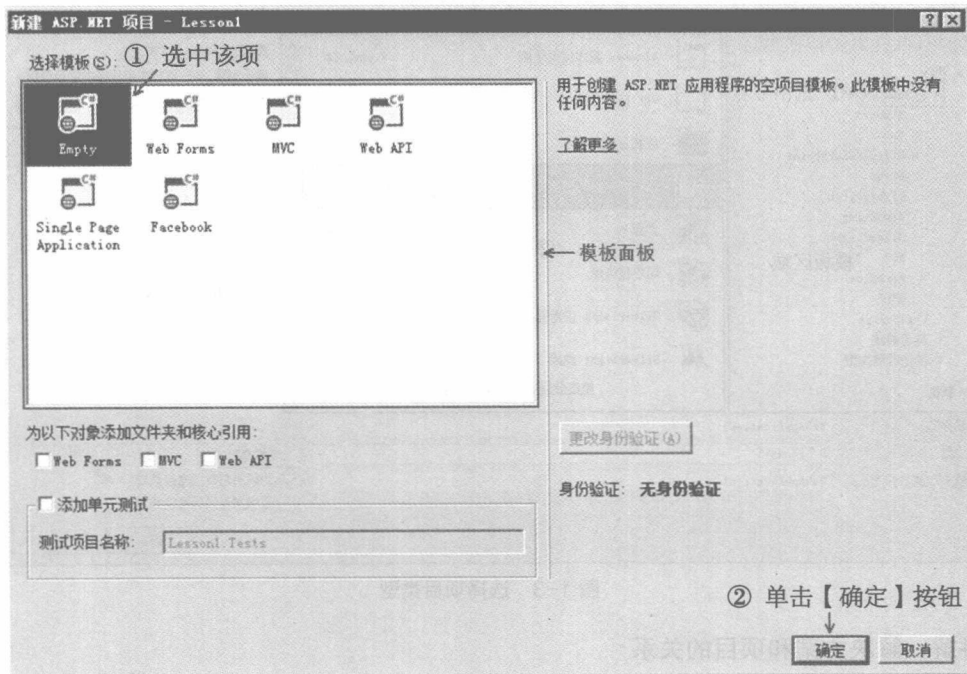 新建 ASP.NET 项目 - Lesson1
选择模板(S):
① 选中该项
Empty
Web Forms
MVC
Web API
Single Page
Application
Facebook
用于创建 ASP.NET 应用程序的空项目模板。此模板中没有
任何内容。
了解更多
模板面板
为以下对象添加文件夹和核心引用:
Web Forms MVC Web API
添加单元测试
测试项目名称: Lesson1.Tests
更改身份验证(A)
身份验证: 无身份验证
② 单击【确定】按钮
确定 取消